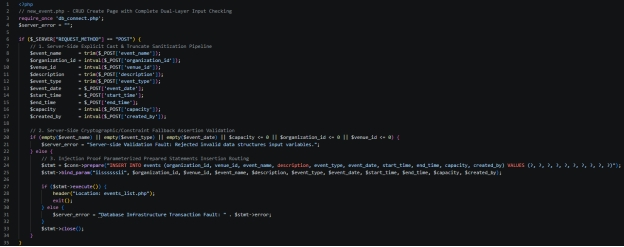 <?php
// new_event.php - CRUD Create Page with Complete Dual-Layer Input Checking
require_once 'db_connect.php';
$server_error = "";
if ($_SERVER["REQUEST_METHOD"] == "POST") {
// 1. Server-Side Explicit Cast & Truncate Sanitization Pipeline
$event_name = trim($_POST['event_name']);
$organization_id = intval($_POST['organization_id']);
$venue_id = intval($_POST['venue_id']);
$description = trim($_POST['description']);
$event_type = trim($_POST['event_type']);
$event_date = $_POST['event_date'];
$start_time = $_POST['start_time'];
$end_time = $_POST['end_time'];
$capacity = intval($_POST['capacity']);
$created_by = intval($_POST['created_by']);
// 2. Server-Side Cryptographic/Constraint Fallback Assertion Validation
if (empty($event_name) || empty($event_type) || empty($event_date) || $capacity <= 0 || $organization_id <= 0 || $venue_id <= 0) {
$server_error = "Server-side Validation Fault: Rejected invalid data structures input variables.";
} else {
// 3. Injection Proof Parameterized Prepared Statements Insertion Routing
$stmt = $conn->prepare("INSERT INTO events (organization_id, venue_id, event_name, description, event_type, event_date, start_time, end_time, capacity, created_by) VALUES (?, ?, ?, ?, ?, ?, ?, ?, ?, ?)");
$stmt->bind_param("iissssssii", $organization_id, $venue_id, $event_name, $description, $event_type, $event_date, $start_time, $end_time, $capacity, $created_by);
if ($stmt->execute()) {
header("Location: events_list.php");
exit();
} else {
$server_error = "Database Infrastructure Transaction Fault: " . $stmt->error;
}
$stmt->close();
}
}